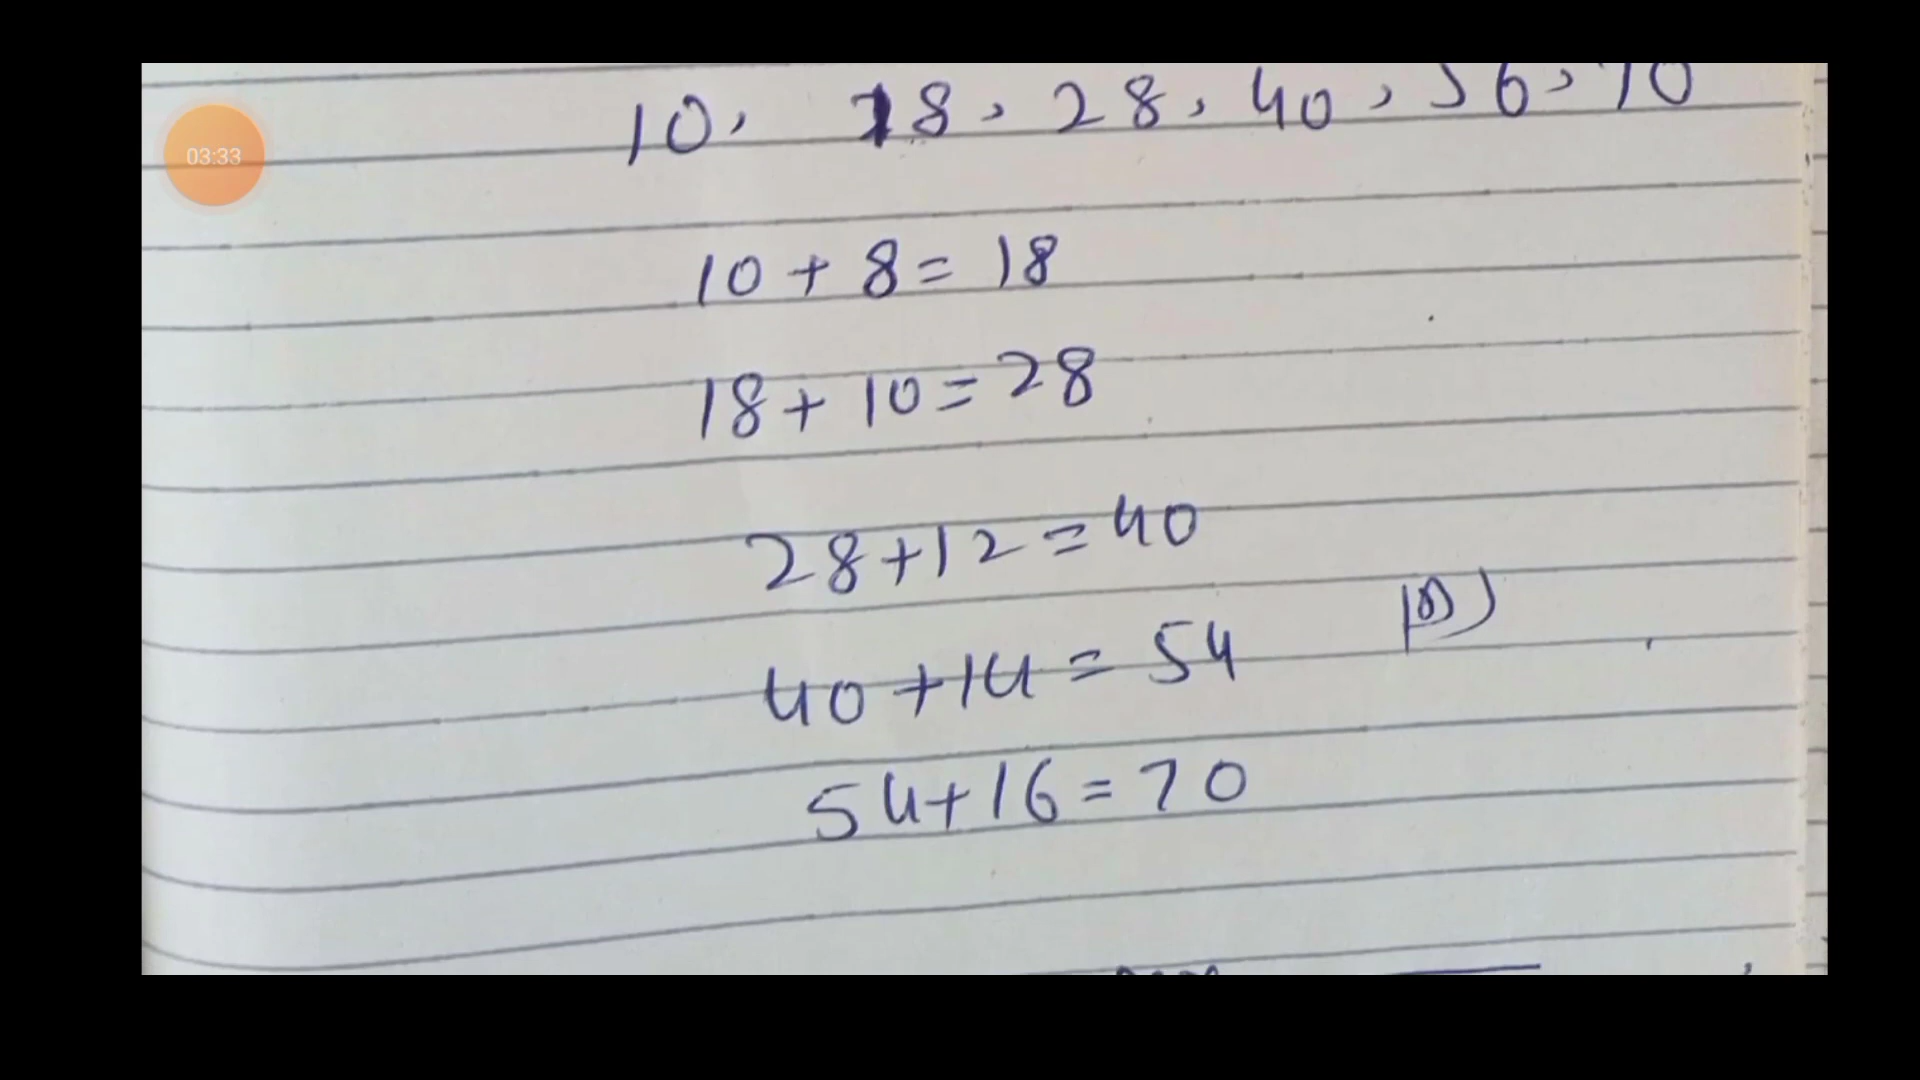 10, 18, 28, 40, 56, 70
03:33
10 + 8 = 18
18 + 10 = 28
28 + 12 = 40
40 + 14 = 54
54 + 16 = 70